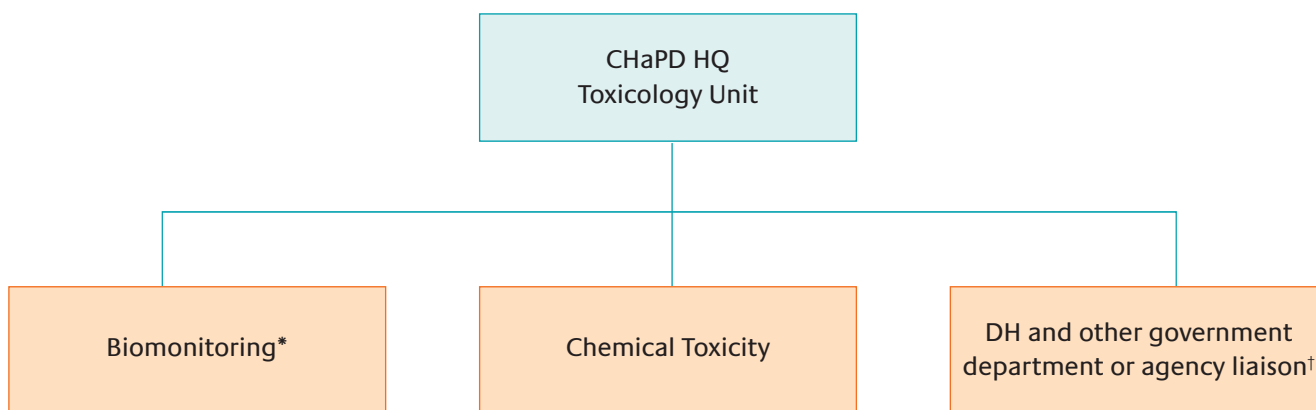 CHaPD HQ
Toxicology Unit
Biomonitoring*
Chemical Toxicity
DH and other government
department or agency liaison†